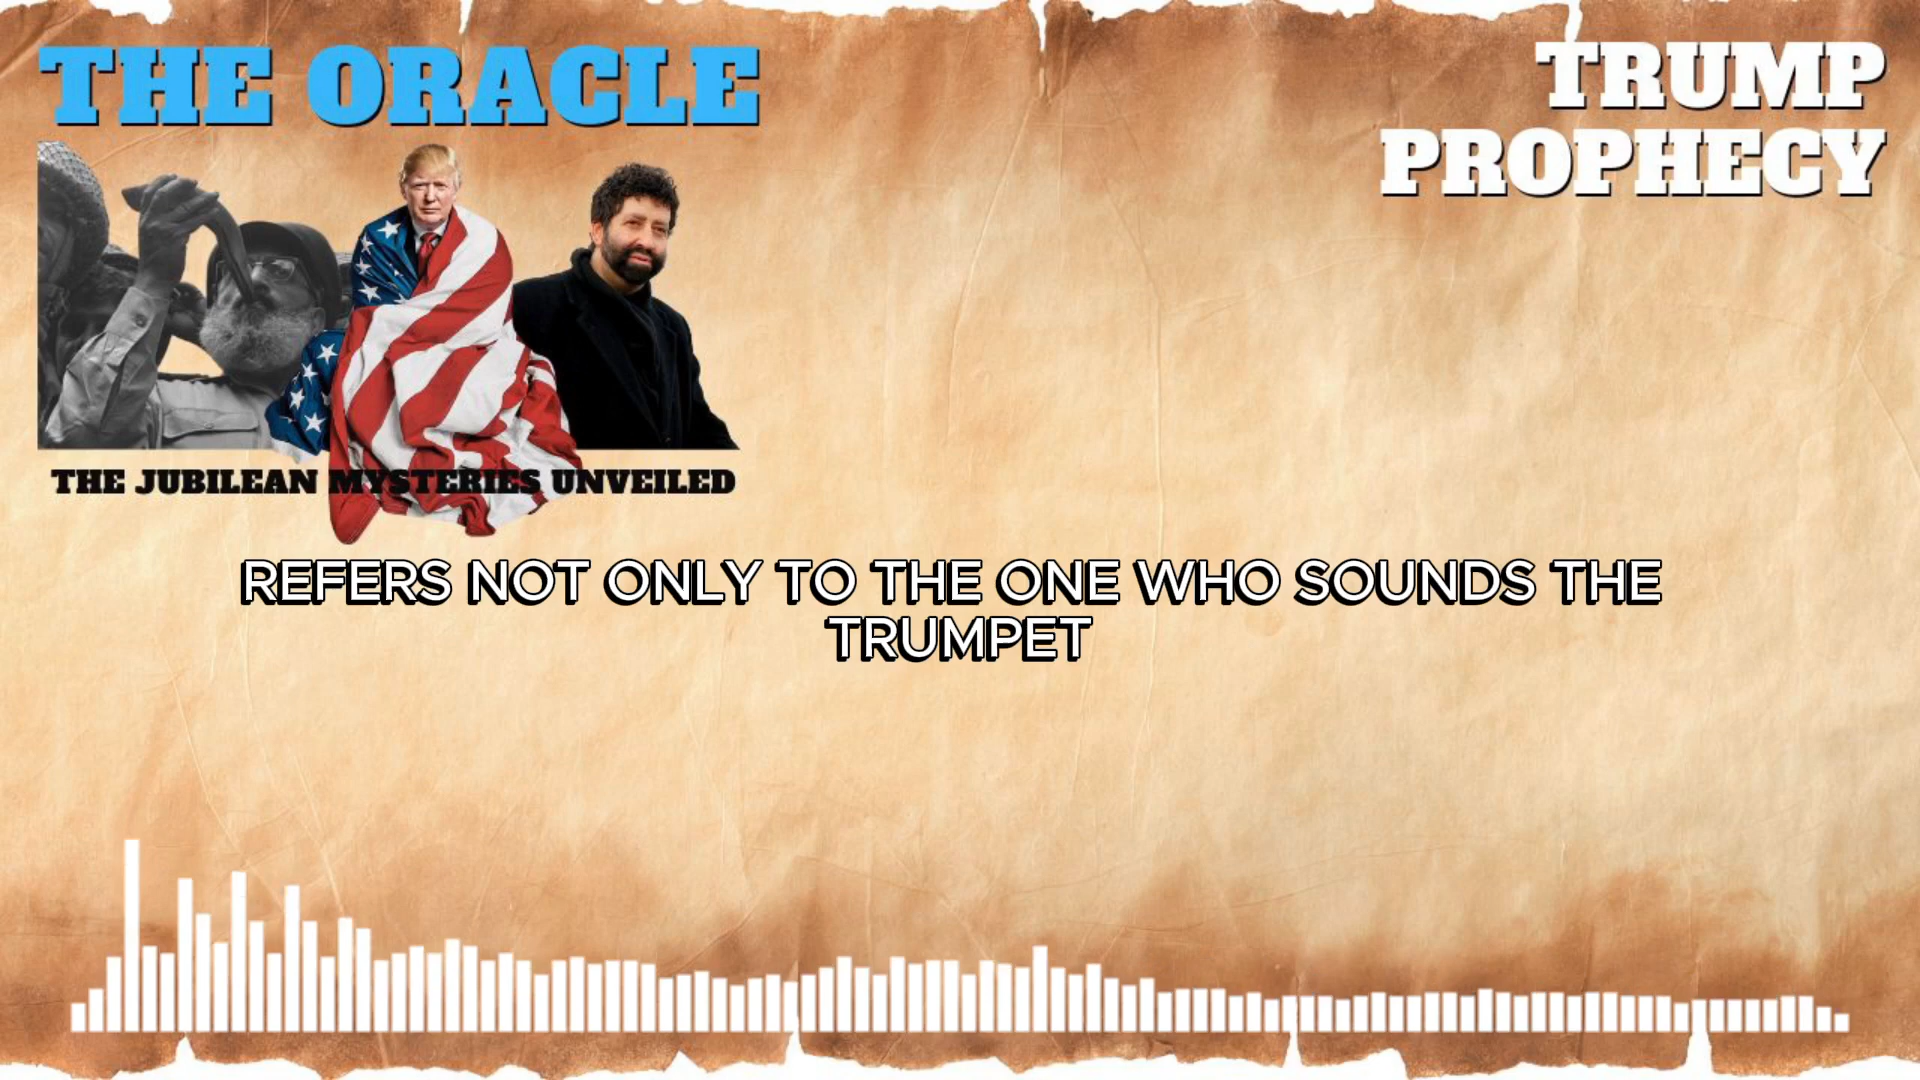 THE ORACLE
TRUMP
PROPHECY
THE JUBILEAN MYSTERIES UNVEILED
REFERS NOT ONLY TO THE ONE WHO SOUNDS THE
TRUMPET